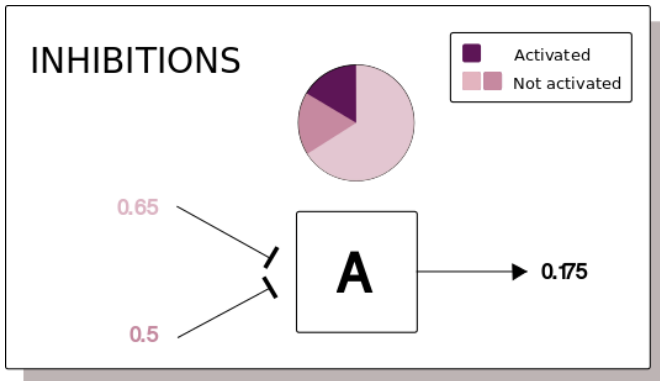 INHIBITIONS
Activated
Not activated
0.65
A
0.175
0.5